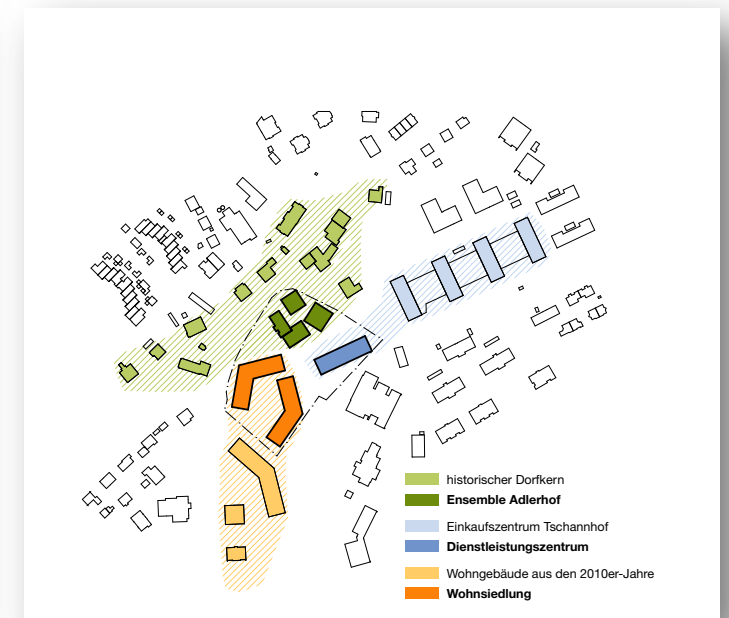 historischer Dorfkern
Ensemble Adlerhof
Einkaufszentrum Tschannhof
Dienstleistungszentrum
Wohngebäude aus den 2010er-Jahre
Wohnsiedlung